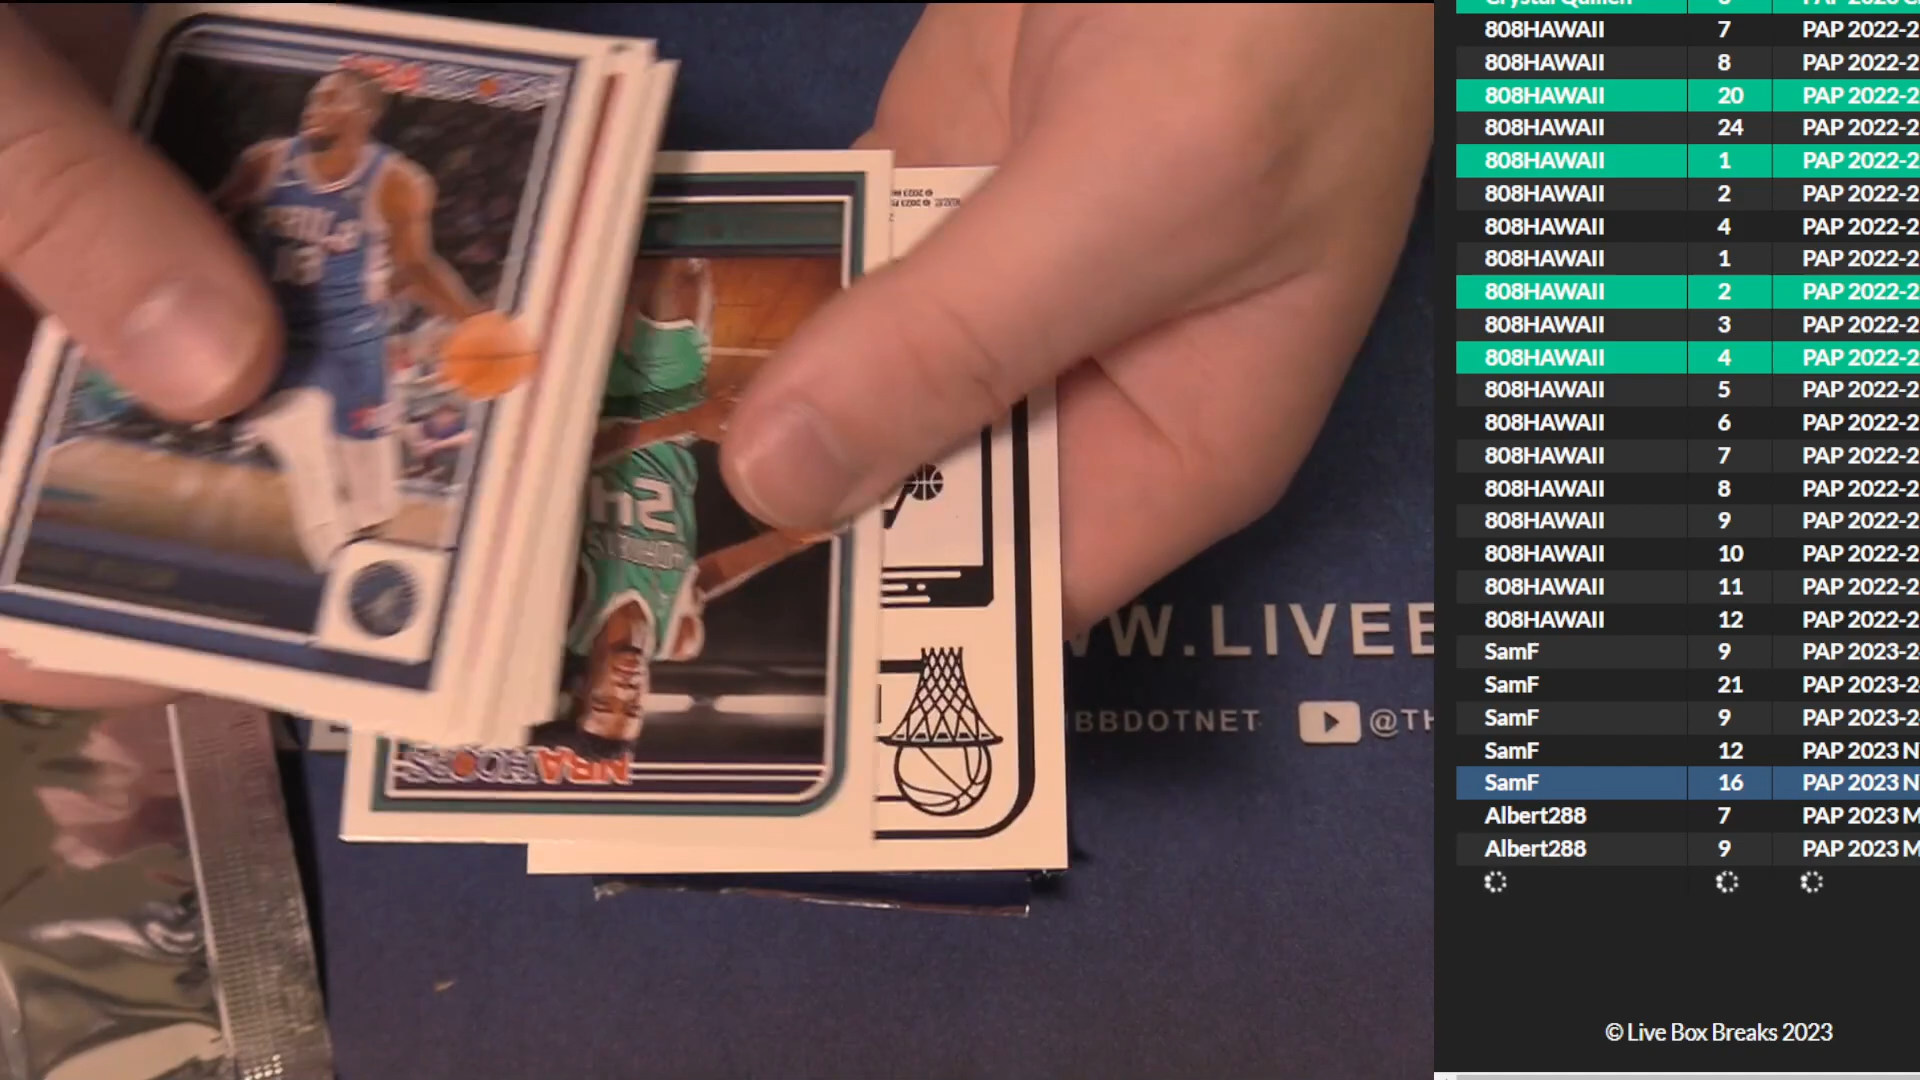 808HAWAII 7 PAP 2022-2
808HAWAII 8 PAP 2022-2
808HAWAII 20 PAP 2022-2
808HAWAII 24 PAP 2022-2
808HAWAII 1 PAP 2022-2
808HAWAII 2 PAP 2022-2
808HAWAII 4 PAP 2022-2
808HAWAII 1 PAP 2022-2
808HAWAII 2 PAP 2022-2
808HAWAII 3 PAP 2022-2
808HAWAII 4 PAP 2022-2
808HAWAII 5 PAP 2022-2
808HAWAII 6 PAP 2022-2
808HAWAII 7 PAP 2022-2
808HAWAII 8 PAP 2022-2
808HAWAII 9 PAP 2022-2
808HAWAII 10 PAP 2022-2
808HAWAII 11 PAP 2022-2
808HAWAII 12 PAP 2022-2
SamF 9 PAP 2023-2
SamF 21 PAP 2023-2
SamF 9 PAP 2023-2
SamF 12 PAP 2023 N
SamF 16 PAP 2023 N
Albert288 7 PAP 2023 M
Albert288 9 PAP 2023 M
© Live Box Breaks 2023
WW.LIVEE
BBDOTNET @TH
NBA HOOPS
54